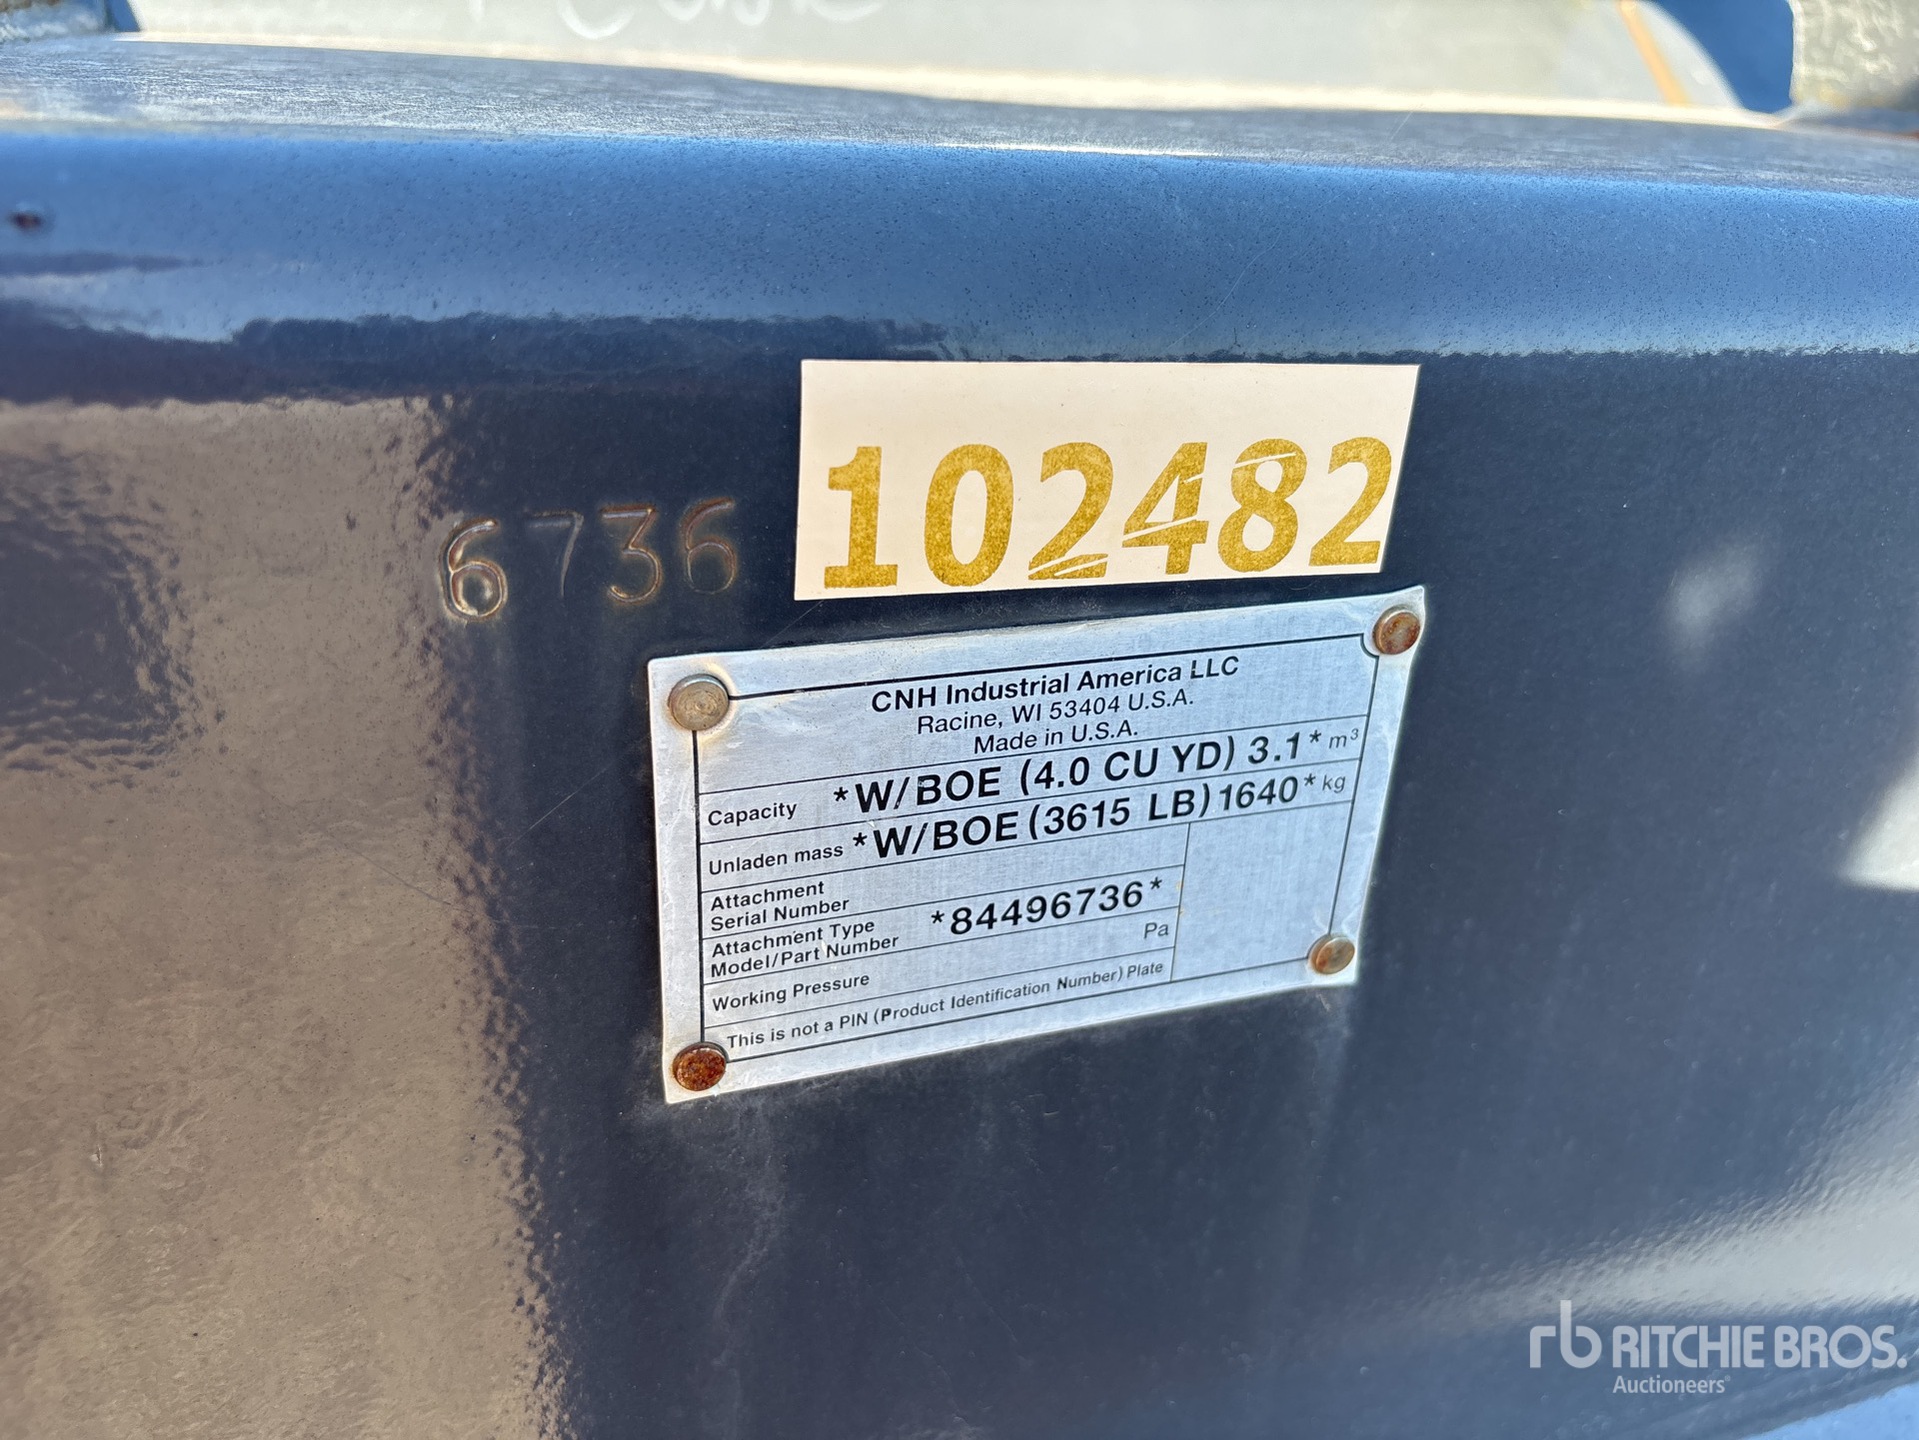 102482
6736
CNH Industrial America LLC
Racine, WI 53404 U.S.A.
Made in U.S.A.
Capacity *W/BOE (4.0 CU YD) 3.1* m³
Unladen mass *W/BOE (3615 LB) 1640* kg
Attachment
Serial Number
Attachment Type
Model/Part Number *84496736*
Working Pressure Pa
This is not a PIN (Product Identification Number) Plate
rb RITCHIE BROS.
Auctioneers